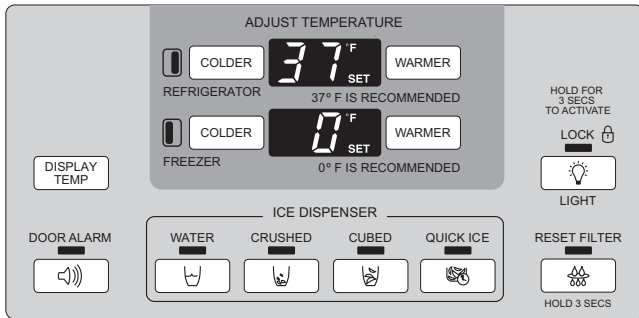 ADJUST TEMPERATURE
COLDER
37 °F
SET
WARMER
REFRIGERATOR
37° F IS RECOMMENDED
COLDER
0 °F
SET
WARMER
FREEZER
0° F IS RECOMMENDED
HOLD FOR
3 SECS
TO ACTIVATE
LOCK
DISPLAY
TEMP
LIGHT
ICE DISPENSER
DOOR ALARM
WATER
CRUSHED
CUBED
QUICK ICE
RESET FILTER
HOLD 3 SECS